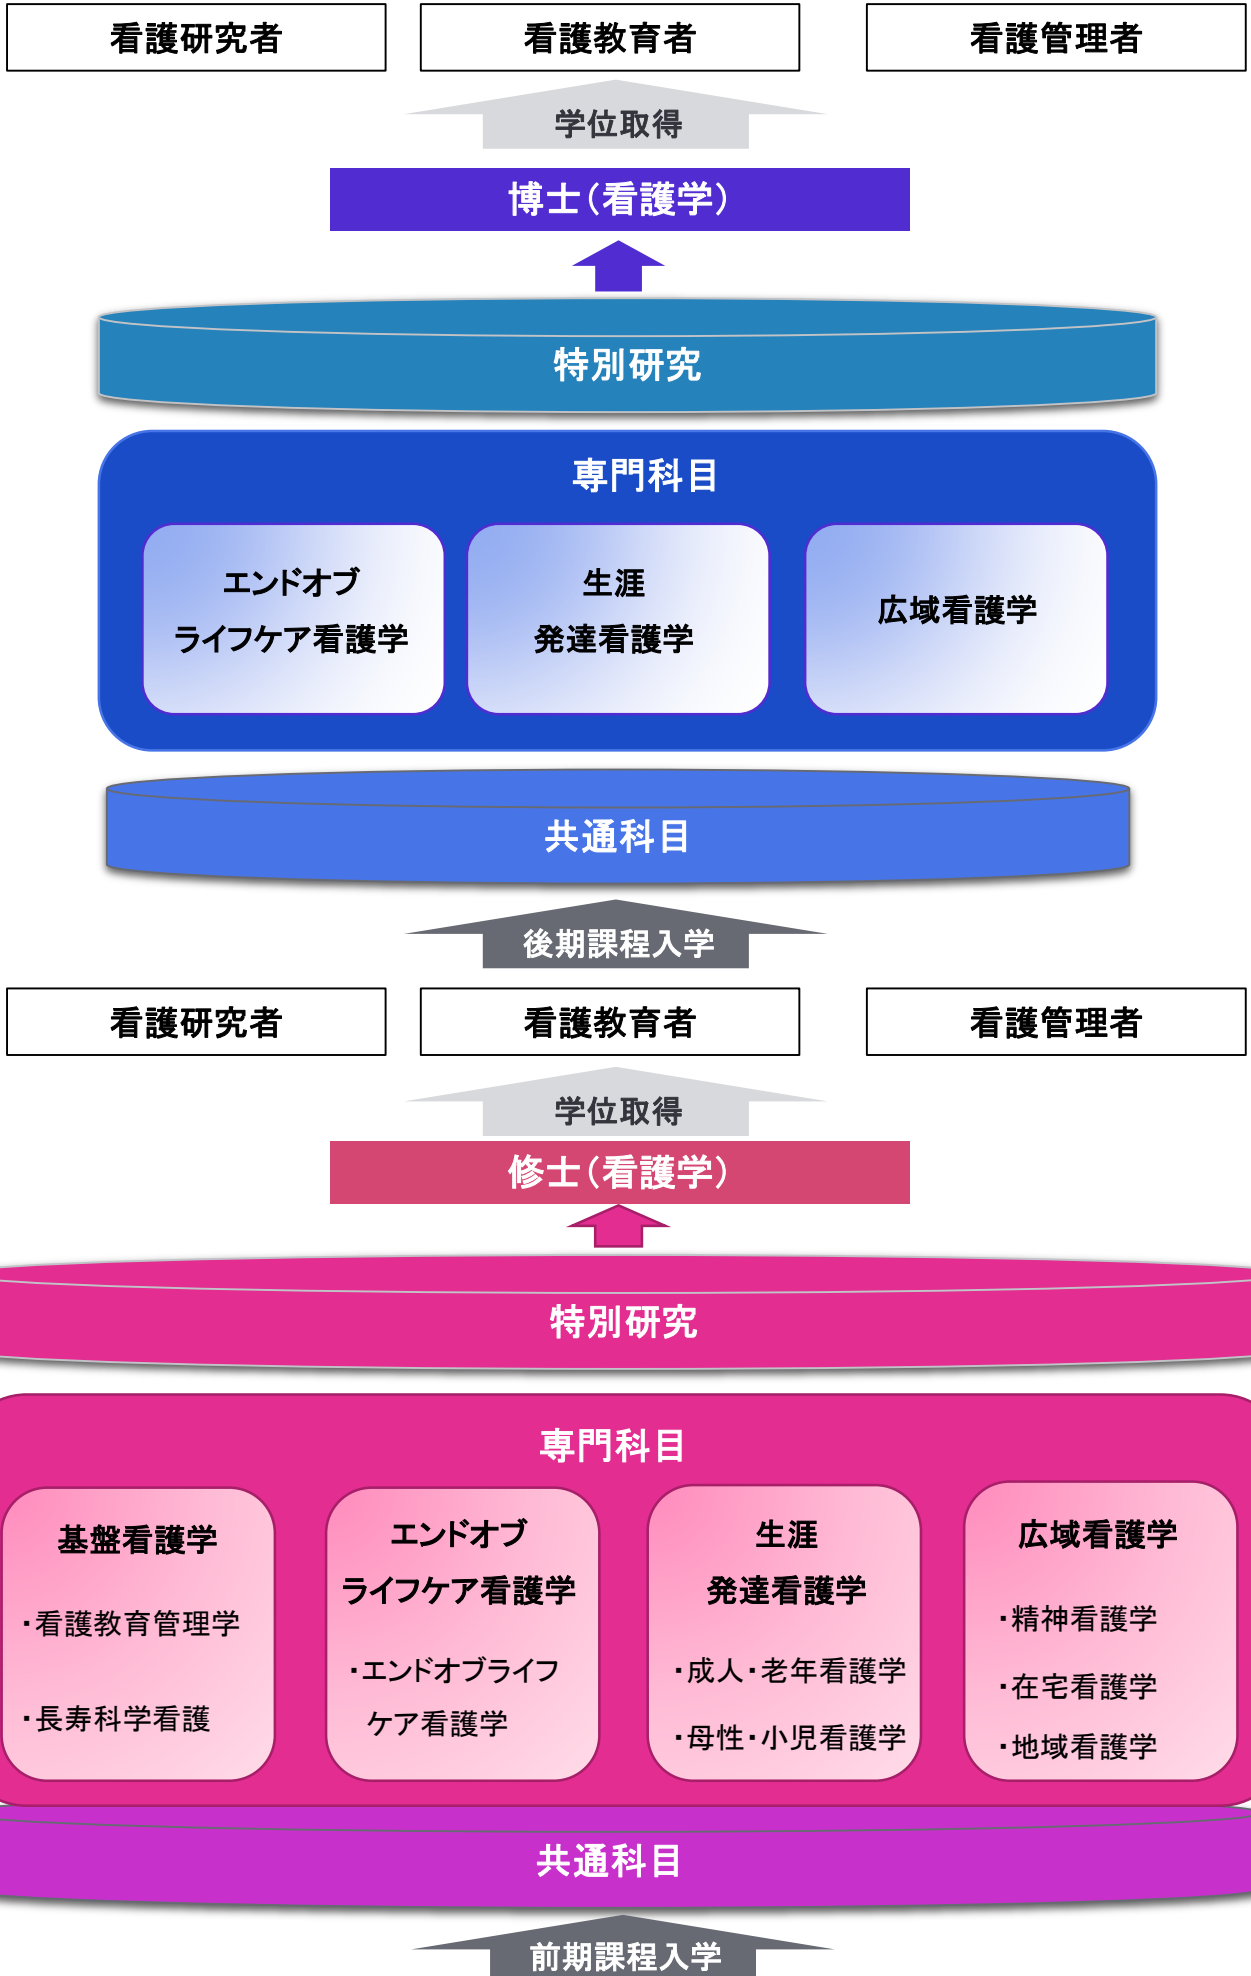 看護研究者
看護教育者
看護管理者
学位取得
博士（看護学）
特別研究
専門科目
エンドオブ
ライフケア看護学
生涯
発達看護学
広域看護学
共通科目
後期課程入学
看護研究者
看護教育者
看護管理者
学位取得
修士（看護学）
特別研究
専門科目
基盤看護学
・看護教育管理学
・長寿科学看護
エンドオブ
ライフケア看護学
・エンドオブライフ
ケア看護学
生涯
発達看護学
・成人・老年看護学
・母性・小児看護学
広域看護学
・精神看護学
・在宅看護学
・地域看護学
共通科目
前期課程入学